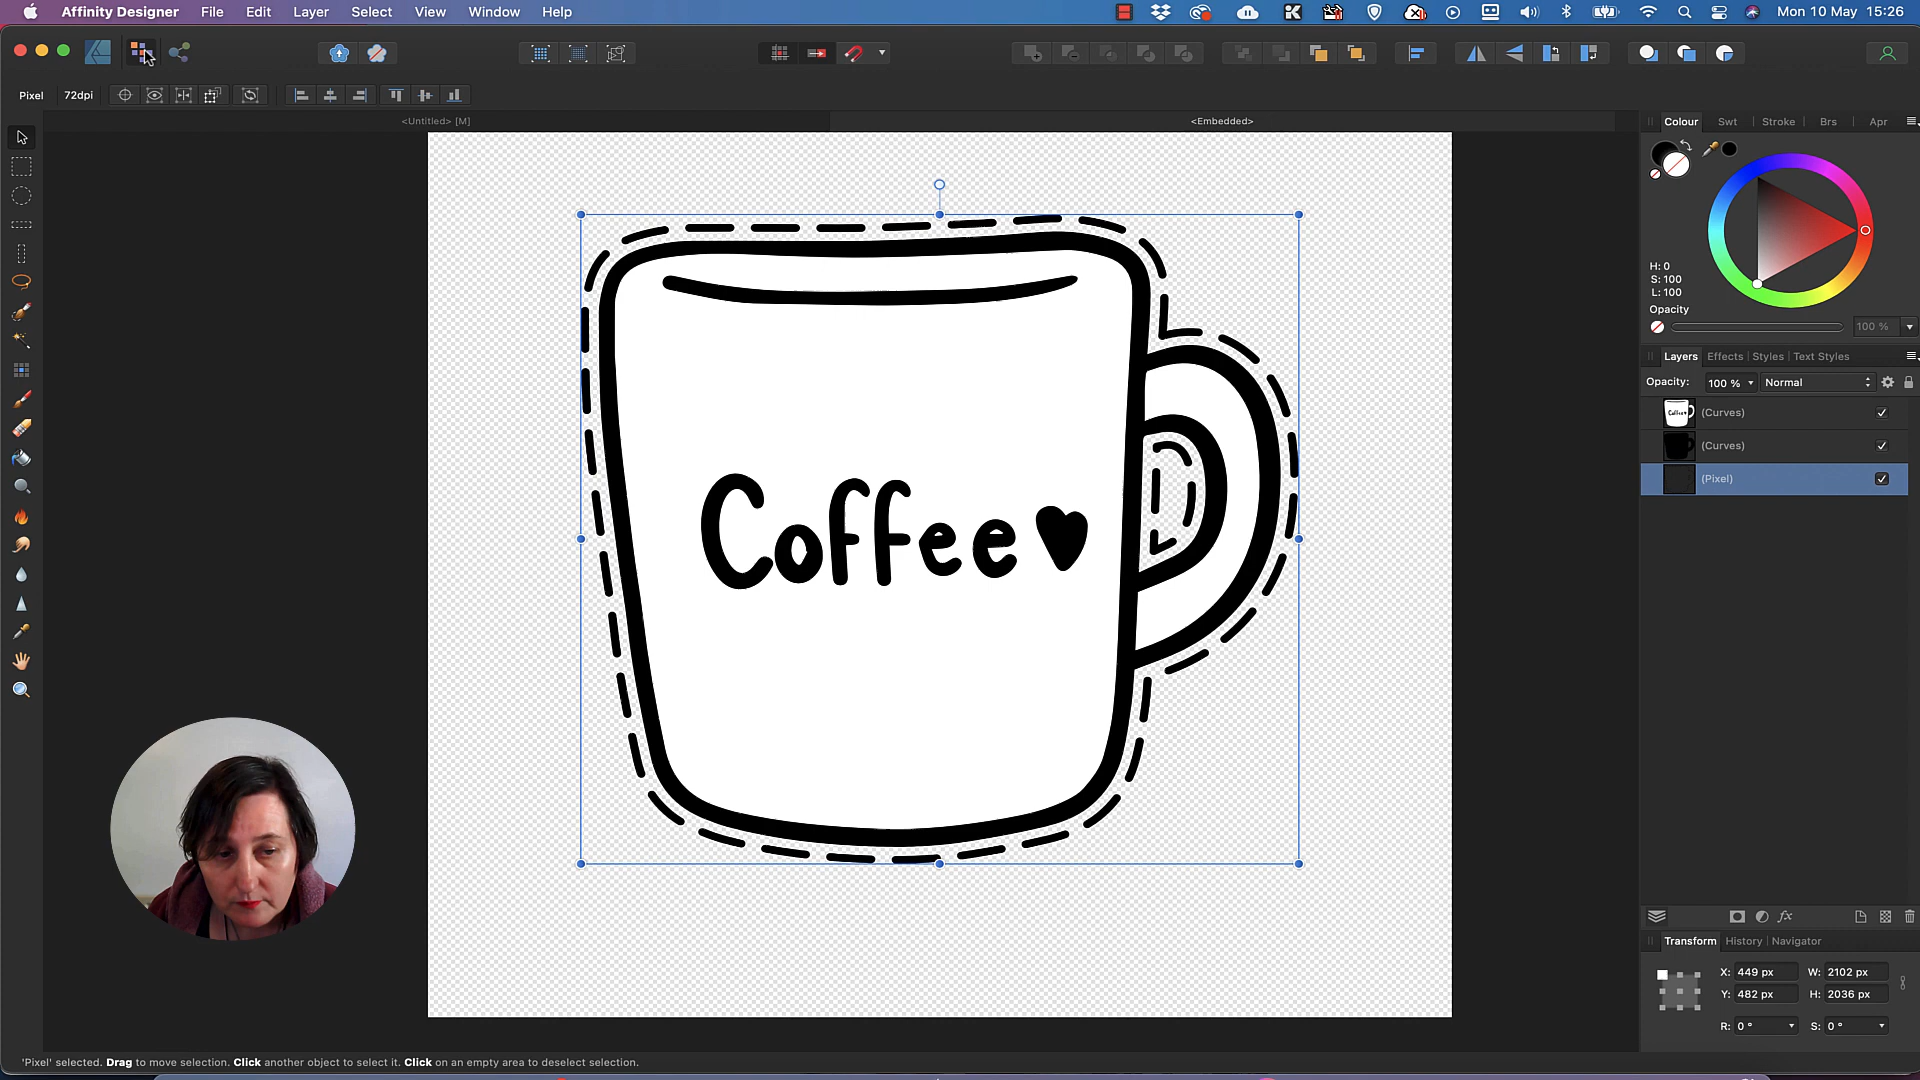 Affinity Designer File Edit Layer Select View Window Help Mon 10 May 15:26
Pixel 72dpi
<Untitled> [M] <Embedded>
Colour Swt Stroke Brs Apr
H: 0
S: 100
L: 100
Opacity
100 %
Layers Effects Styles Text Styles
Opacity: 100 % Normal
(Curves)
(Curves)
(Pixel)
Coffee
Transform History Navigator
X: 449 px W: 2102 px
Y: 482 px H: 2036 px
R: 0 ° S: 0 °
'Pixel' selected. Drag to move selection. Click another object to select it. Click on an empty area to deselect selection.